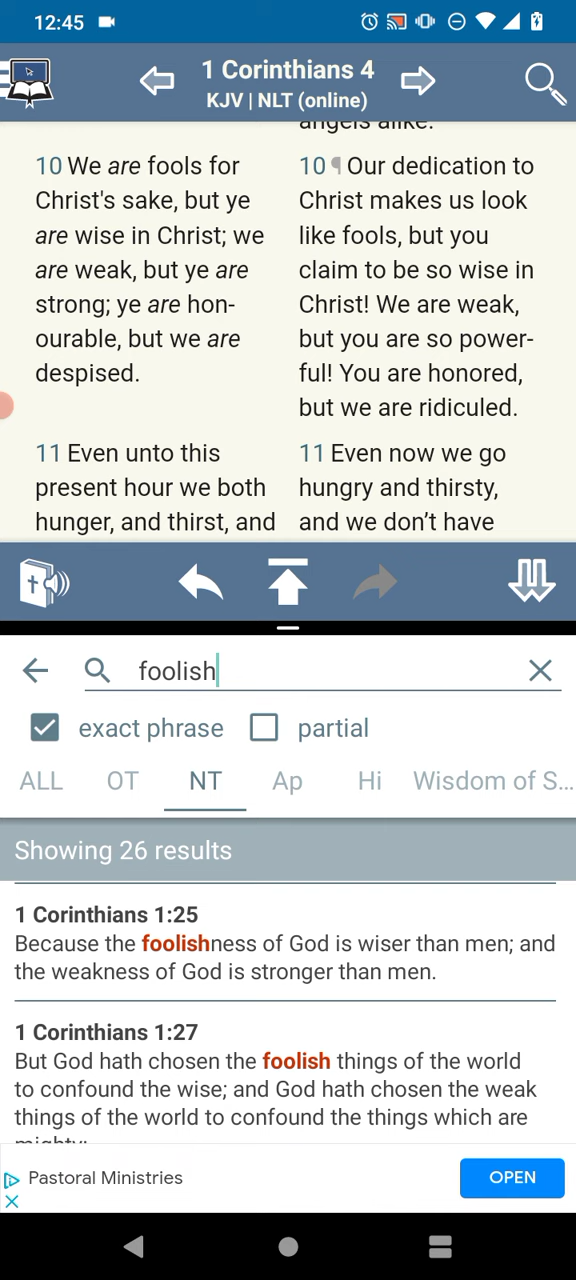 12:45
1 Corinthians 4
KJV | NLT (online)
angels alike.
10 We are fools for
Christ's sake, but ye
are wise in Christ; we
are weak, but ye are
strong; ye are hon-
ourable, but we are
despised.
11 Even unto this
present hour we both
hunger, and thirst, and
10 ¶ Our dedication to
Christ makes us look
like fools, but you
claim to be so wise in
Christ! We are weak,
but you are so power-
ful! You are honored,
but we are ridiculed.
11 Even now we go
hungry and thirsty,
and we don’t have
foolish
exact phrase
partial
ALL OT NT Ap Hi Wisdom of S...
Showing 26 results
1 Corinthians 1:25
Because the foolishness of God is wiser than men; and
the weakness of God is stronger than men.
1 Corinthians 1:27
But God hath chosen the foolish things of the world
to confound the wise; and God hath chosen the weak
things of the world to confound the things which are
mighty;
Pastoral Ministries
OPEN